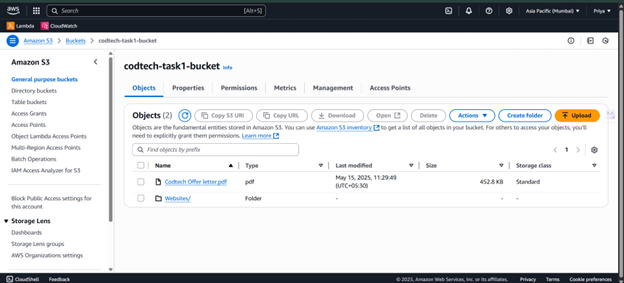 aws Search [Alt+S] Asia Pacific (Mumbai) Priya
Lambda CloudWatch
Amazon S3 > Buckets > codtech-task1-bucket
Amazon S3
General purpose buckets
Directory buckets
Table buckets
Access Grants
Access Points
Object Lambda Access Points
Multi-Region Access Points
Batch Operations
IAM Access Analyzer for S3
Block Public Access settings for
this account
Storage Lens
Dashboards
Storage Lens groups
AWS Organizations settings
codtech-task1-bucket Info
Objects Properties Permissions Metrics Management Access Points
Objects (2) Copy S3 URI Copy URL Download Open Delete Actions Create folder Upload
Objects are the fundamental entities stored in Amazon S3. You can use Amazon S3 inventory to get a list of all objects in your bucket. For others to access your objects, you'll
need to explicitly grant them permissions. Learn more
Find objects by prefix 1
Name Type Last modified Size Storage class
Codtech Offer letter.pdf pdf May 15, 2025, 11:29:49 452.8 KB Standard
(UTC+05:30)
Websites/ Folder - - -
CloudShell Feedback © 2025, Amazon Web Services, Inc. or its affiliates. Privacy Terms Cookie preferences